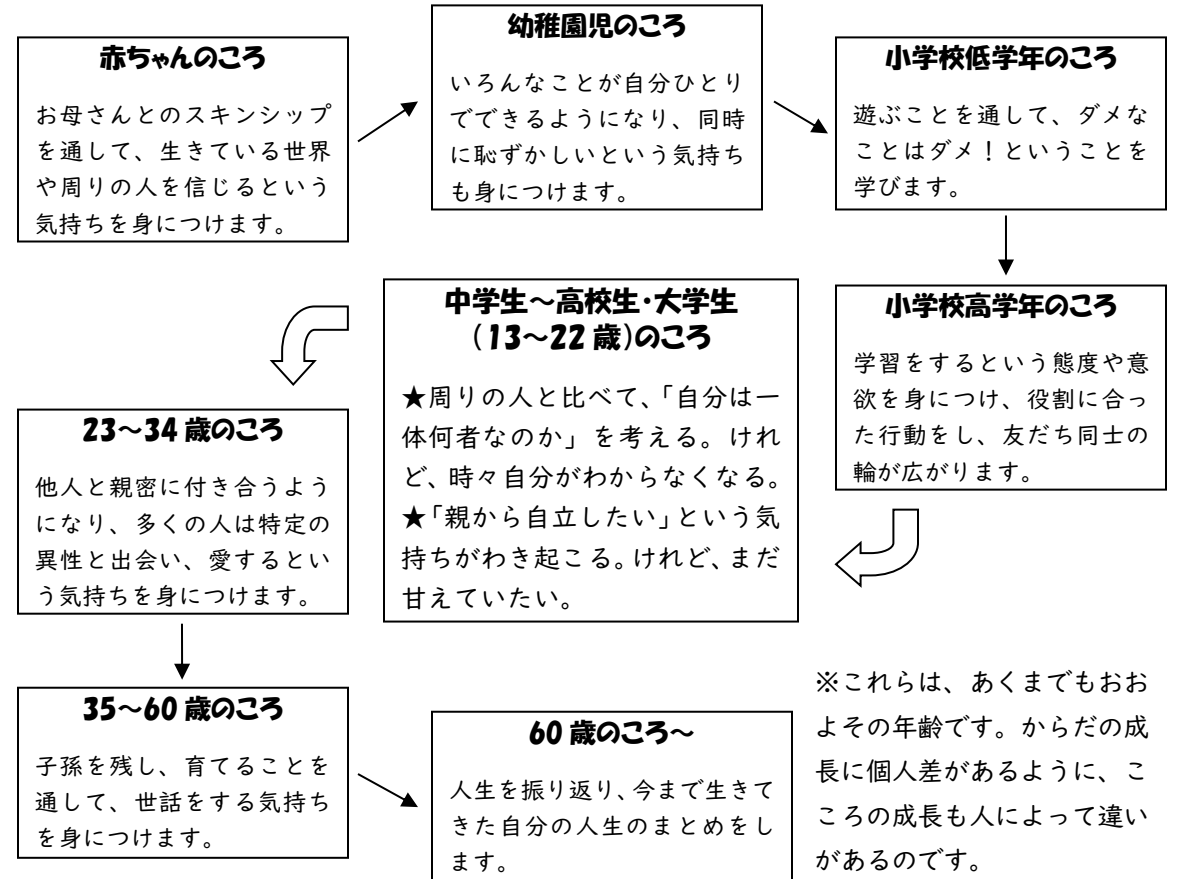 赤ちゃんのころ
お母さんとのスキンシップ
を通して、生きている世界
や周りの人を信じるという
気持ちを身につけます。
幼稚園児のころ
いろんなことが自分ひとり
でできるようになり、同時
に恥ずかしいという気持ち
も身につけます。
小学校低学年のころ
遊ぶことを通して、ダメな
ことはダメ！ということを
学びます。
小学校高学年のころ
学習をするという態度や意
欲を身につけ、役割に合っ
た行動をし、友だち同士の
輪が広がります。
中学生～高校生・大学生
（13～22歳）のころ
★周りの人と比べて、「自分は一
体何者なのか」を考える。けれ
ど、時々自分がわからなくなる。
★「親から自立したい」という気
持ちがわき起こる。けれど、まだ
甘えていたい。
23～34歳のころ
他人と親密に付き合うよう
になり、多くの人は特定の
異性と出会い、愛するとい
う気持ちを身につけます。
35～60歳のころ
子孫を残し、育てることを
通して、世話をする気持ち
を身につけます。
60歳のころ～
人生を振り返り、今まで生きて
きた自分の人生のまとめをし
ます。
※これらは、あくまでもおお
よその年齢です。からだの成
長に個人差があるように、こ
ころの成長も人によって違い
があるのです。